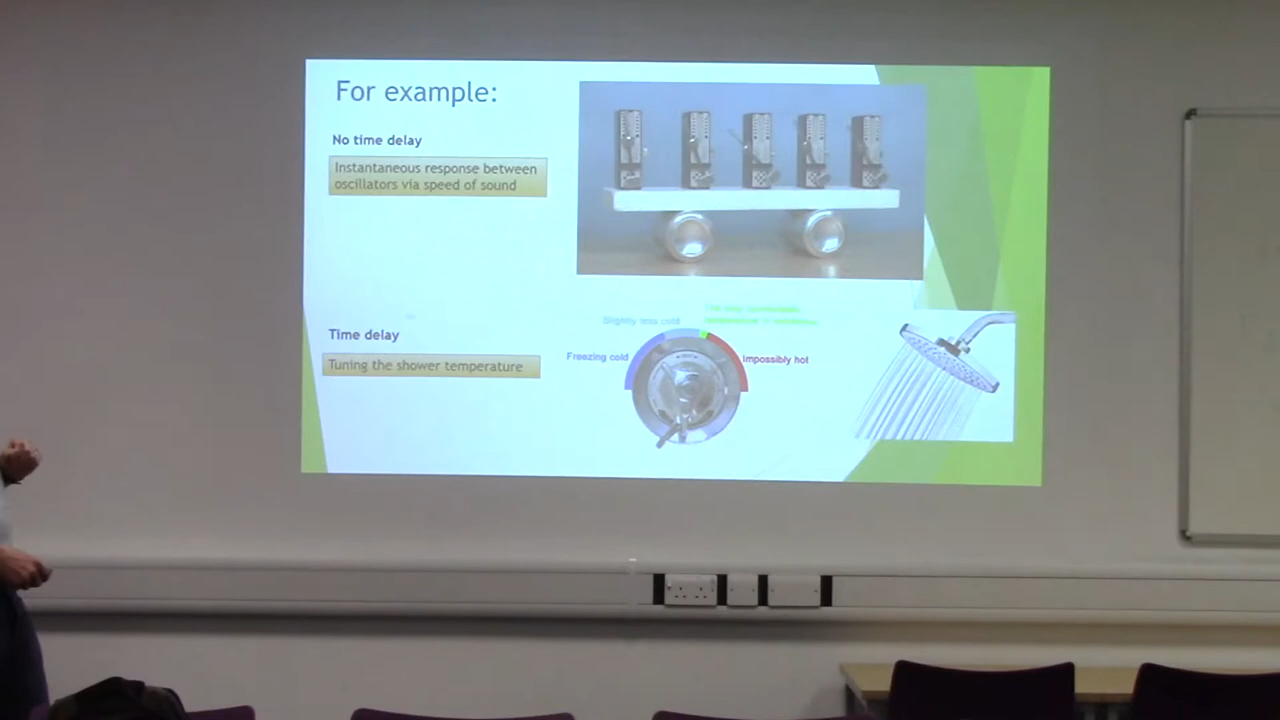 For example:
No time delay
Instantaneous response between
oscillators via speed of sound
Time delay
Tuning the shower temperature
Slightly less cold
Freezing cold
Impossibly hot